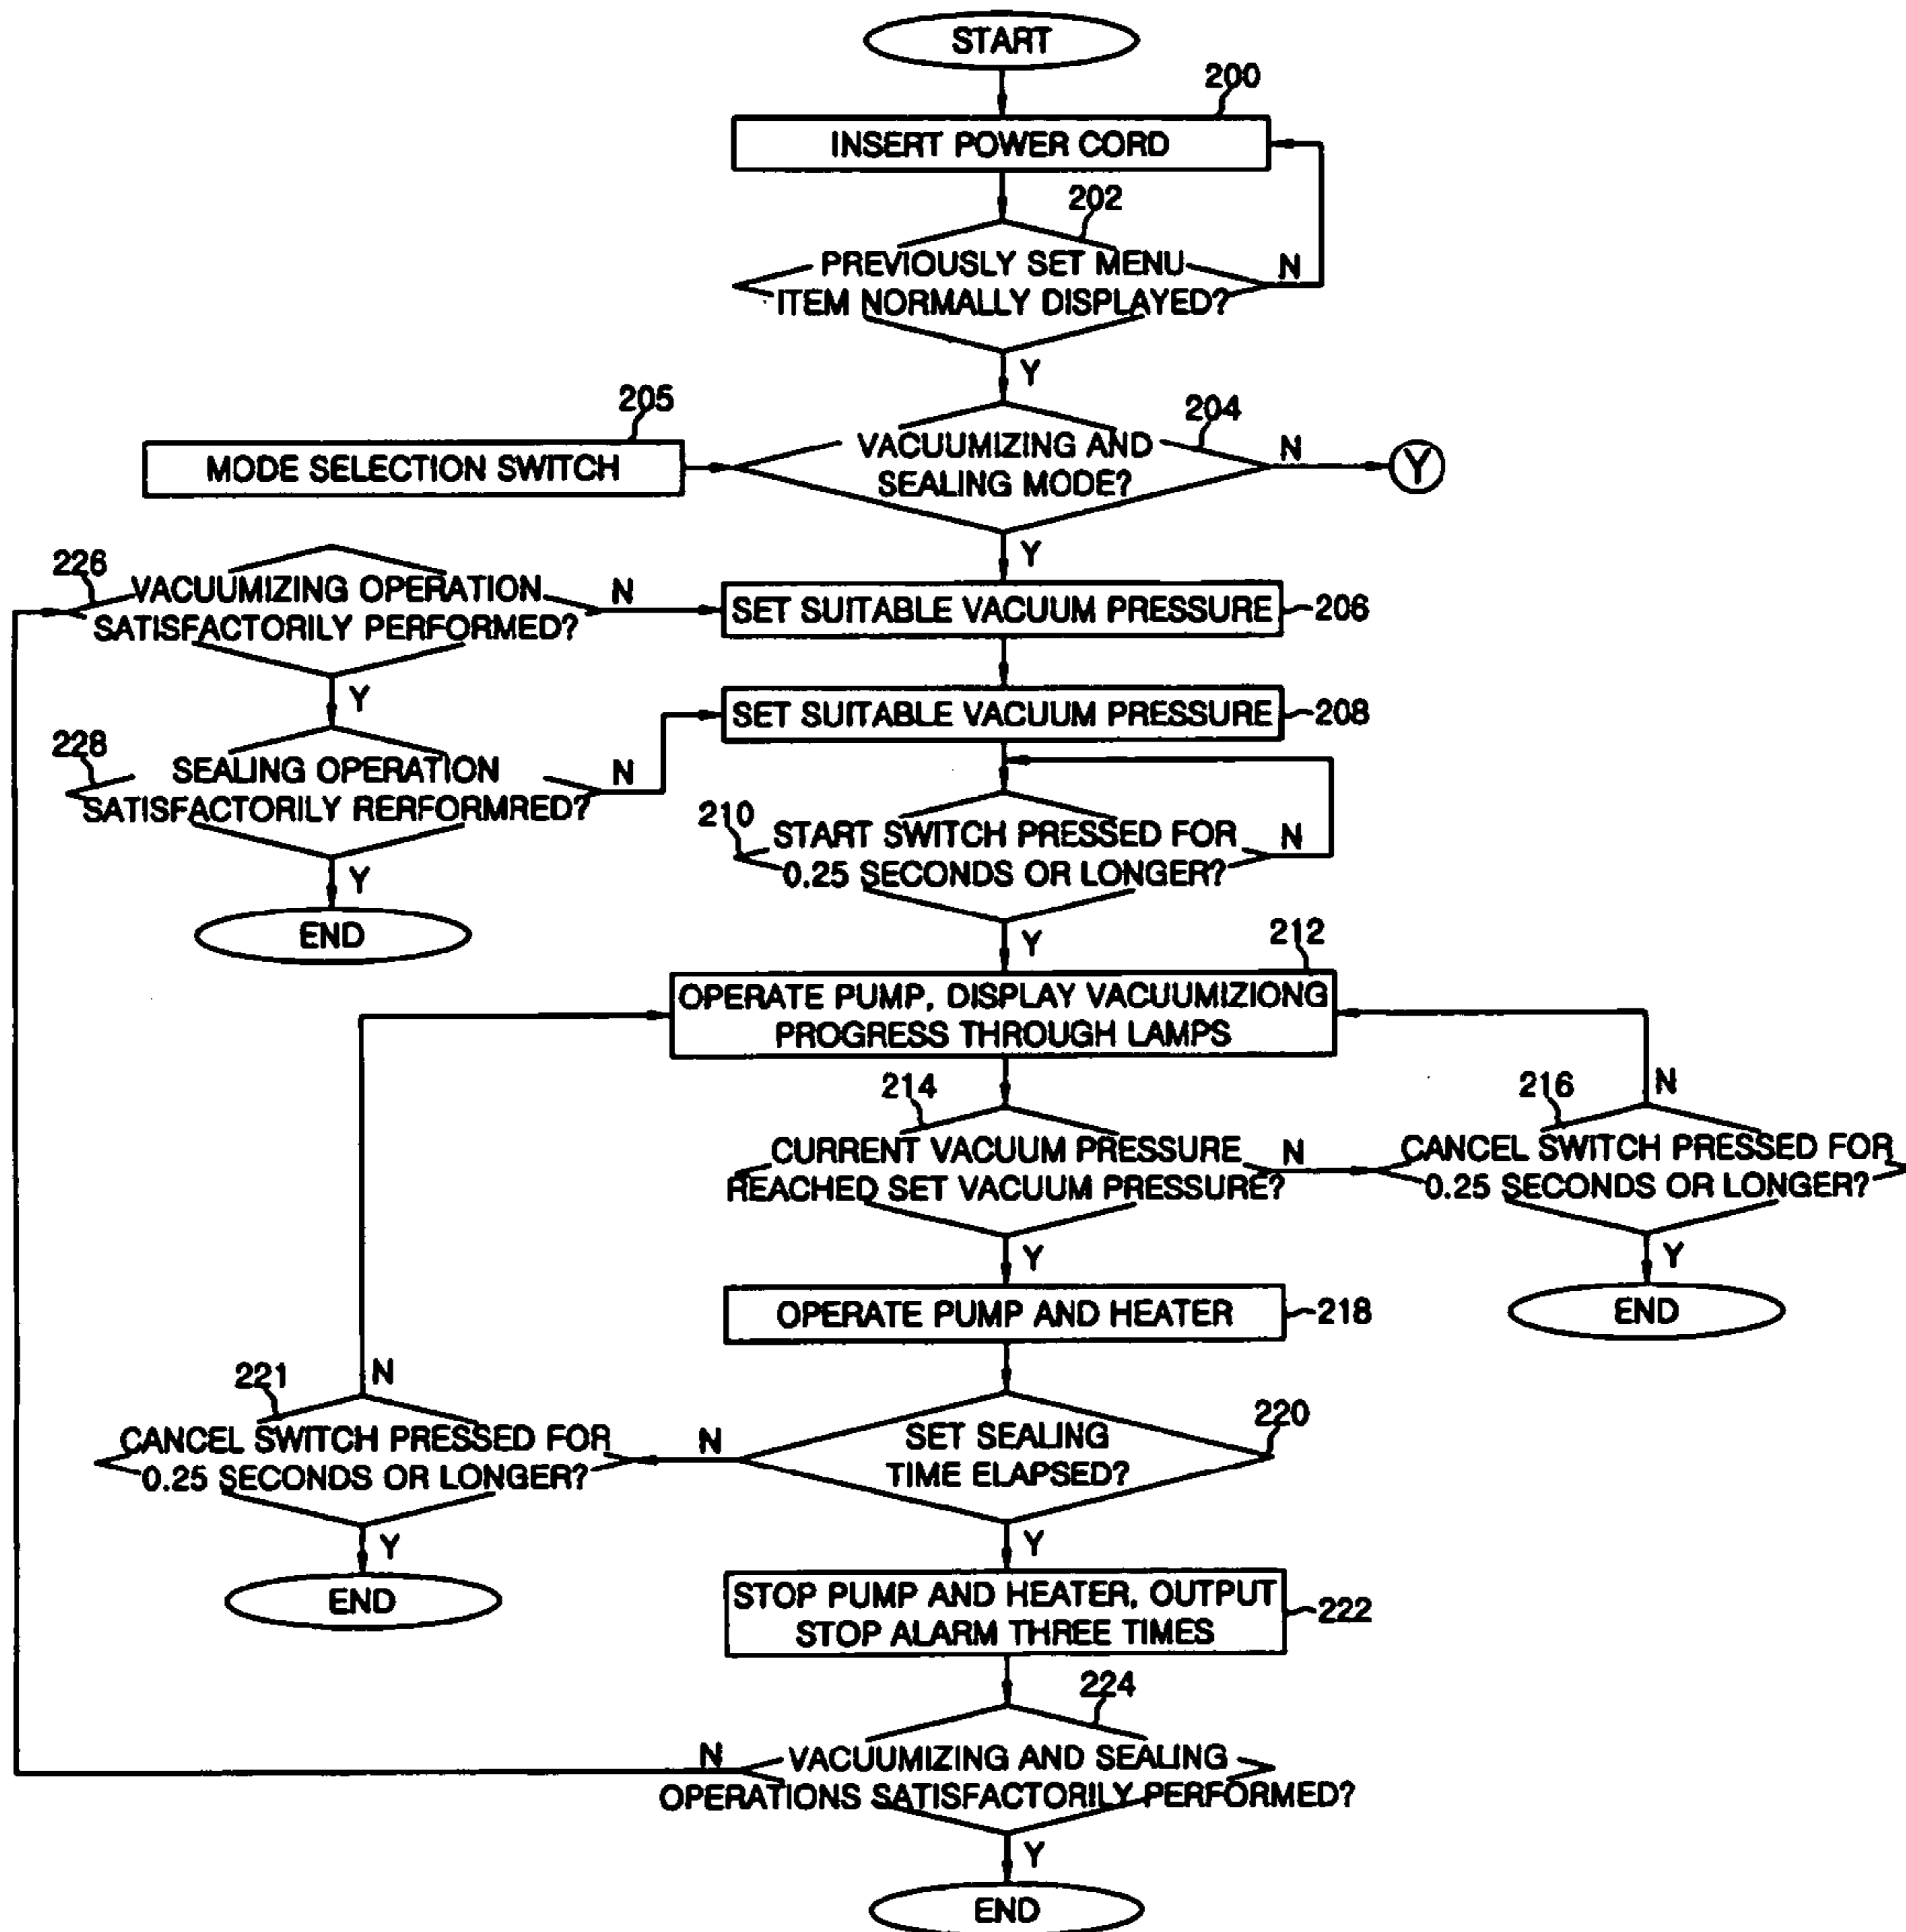 START
200
INSERT POWER CORD
202
PREVIOUSLY SET MENU
ITEM NORMALLY DISPLAYED?
N
Y
205
MODE SELECTION SWITCH
204
VACUUMIZING AND
SEALING MODE?
N
Y
Y
226
VACUUMIZING OPERATION
SATISFACTORILY PERFORMED?
N
SET SUITABLE VACUUM PRESSURE
206
Y
SET SUITABLE VACUUM PRESSURE
208
228
SEALING OPERATION
SATISFACTORILY RERFORMRED?
N
Y
END
210
START SWITCH PRESSED FOR
0.25 SECONDS OR LONGER?
N
Y
212
OPERATE PUMP, DISPLAY VACUUMIZIONG
PROGRESS THROUGH LAMPS
214
CURRENT VACUUM PRESSURE
REACHED SET VACUUM PRESSURE?
N
Y
216
N
CANCEL SWITCH PRESSED FOR
0.25 SECONDS OR LONGER?
Y
END
OPERATE PUMP AND HEATER
218
221
N
CANCEL SWITCH PRESSED FOR
0.25 SECONDS OR LONGER?
Y
END
N
SET SEALING
TIME ELAPSED?
220
Y
STOP PUMP AND HEATER, OUTPUT
STOP ALARM THREE TIMES
222
224
N
VACUUMIZING AND SEALING
OPERATIONS SATISFACTORILY PERFORMED?
Y
END